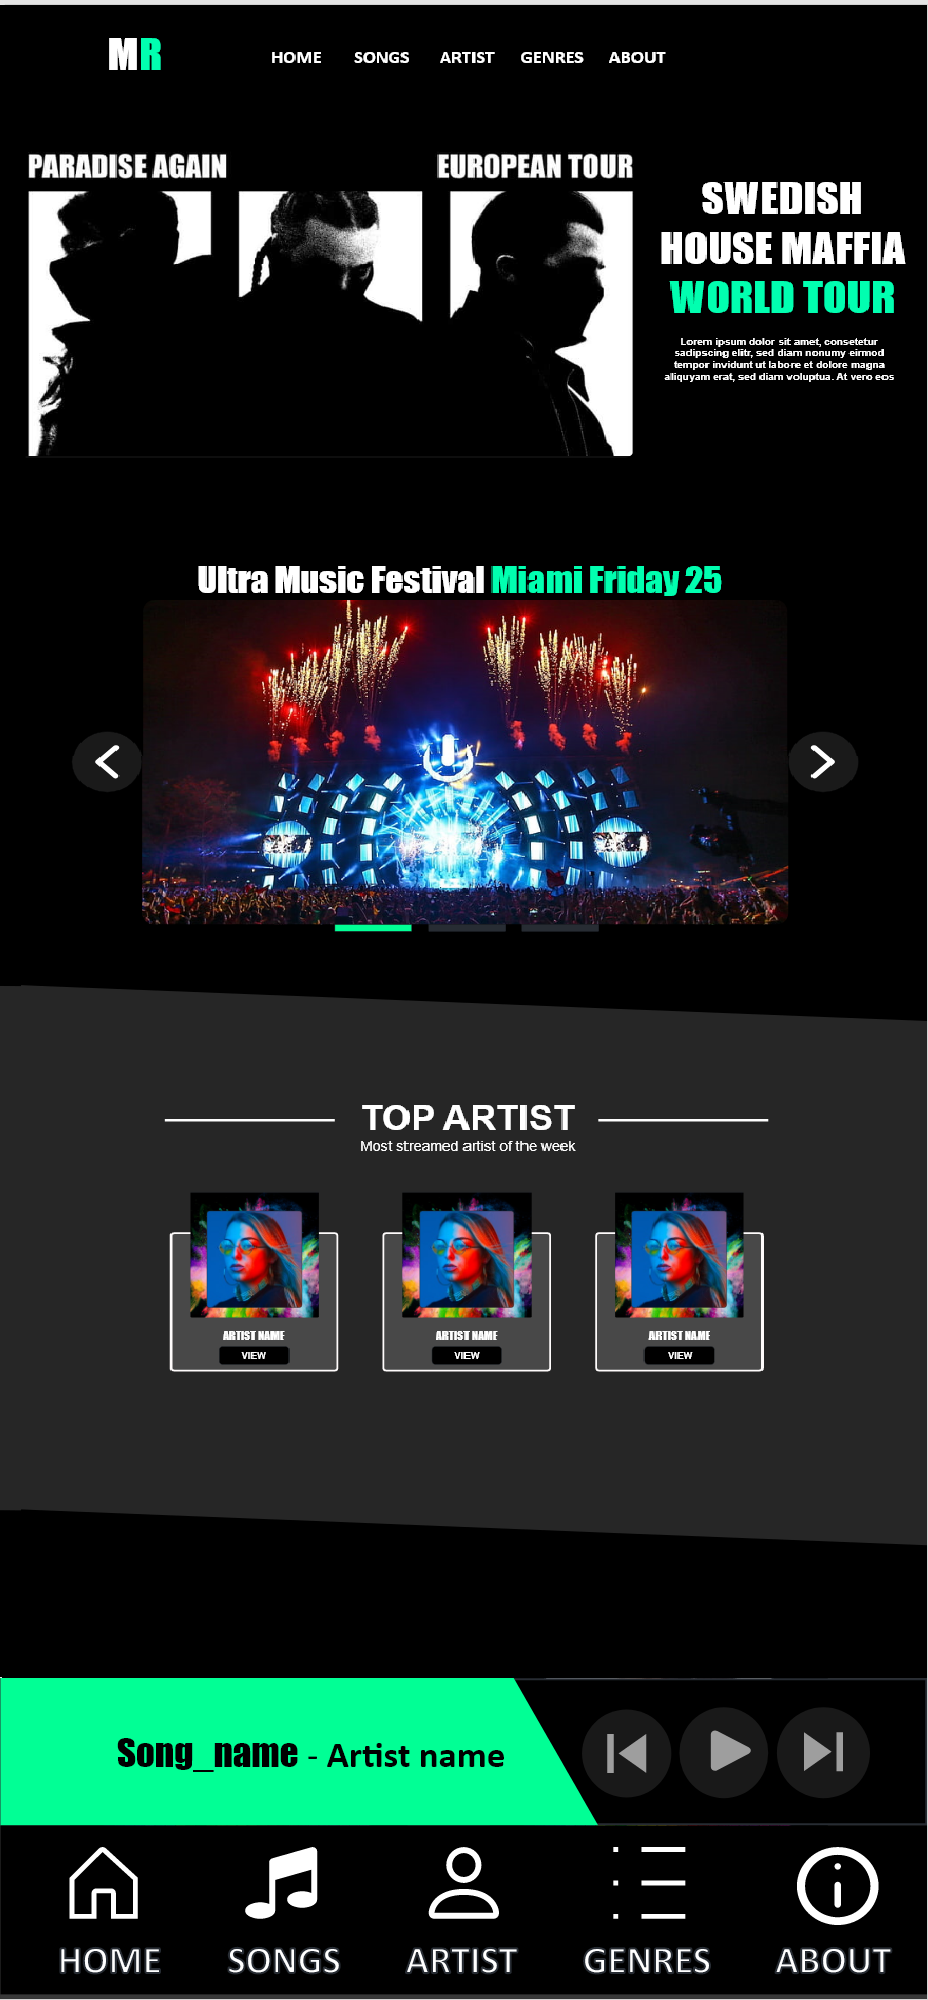 MR
HOME SONGS ARTIST GENRES ABOUT
PARADISE AGAIN
EUROPEAN TOUR
SWEDISH
HOUSE MAFFIA
WORLD TOUR
Lorem ipsum dolor sit amet, consetetur
sadipscing elitr, sed diam nonumy eirmod
tempor invidunt ut labore et dolore magna
aliquyam erat, sed diam voluptua. At vero eos
Ultra Music Festival Miami Friday 25
TOP ARTIST
Most streamed artist of the week
ARTIST NAME ARTIST NAME ARTIST NAME
VIEW VIEW VIEW
Song_name - Artist name
HOME SONGS ARTIST GENRES ABOUT